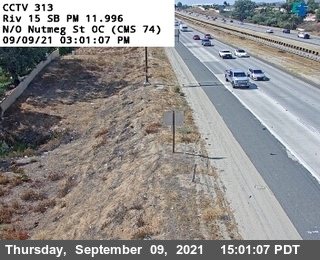 CCTV 313
Riv 15 SB PM 11.996
N/O Nutmeg St OC (CMS 74)
09/09/21 03:01:07 PM
Thursday, September 09, 2021 15:01:07 PDT